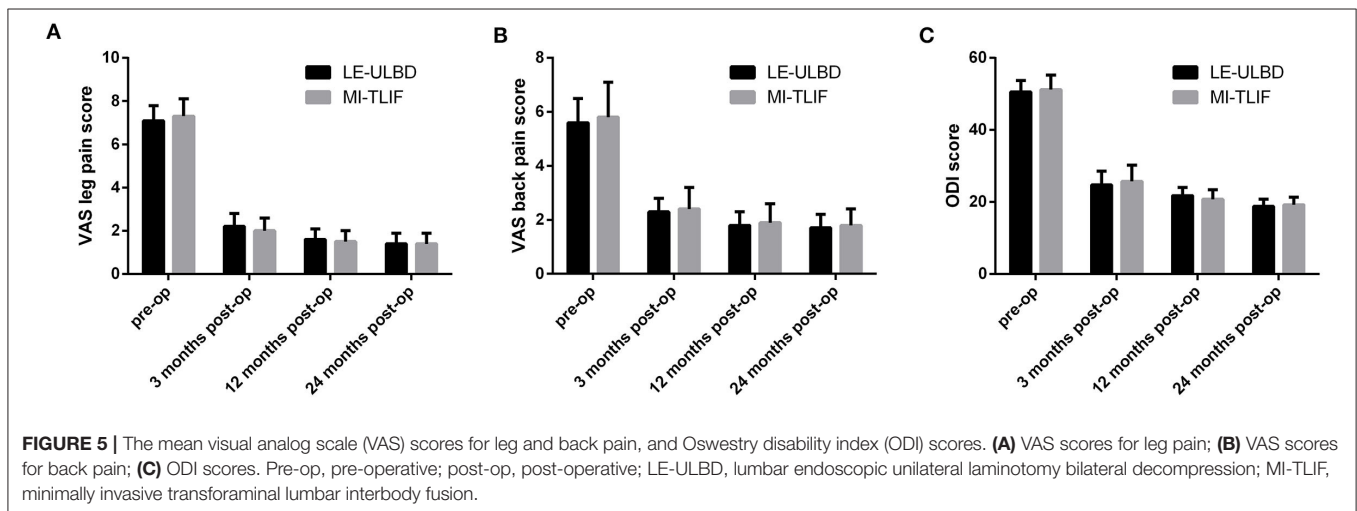 A
VAS leg pain score
10
8
6
4
2
0
LE-ULBD
MI-TLIF
pre-op
3 months post-op
12 months post-op
24 months post-op
B
VAS back pain score
8
6
4
2
0
LE-ULBD
MI-TLIF
pre-op
3 months post-op
12 months post-op
24 months post-op
C
ODI score
60
40
20
0
LE-ULBD
MI-TLIF
pre-op
3 months post-op
12 months post-op
24 months post-op
FIGURE 5 | The mean visual analog scale (VAS) scores for leg and back pain, and Oswestry disability index (ODI) scores. (A) VAS scores for leg pain; (B) VAS scores
for back pain; (C) ODI scores. Pre-op, pre-operative; post-op, post-operative; LE-ULBD, lumbar endoscopic unilateral laminotomy bilateral decompression; MI-TLIF,
minimally invasive transforaminal lumbar interbody fusion.